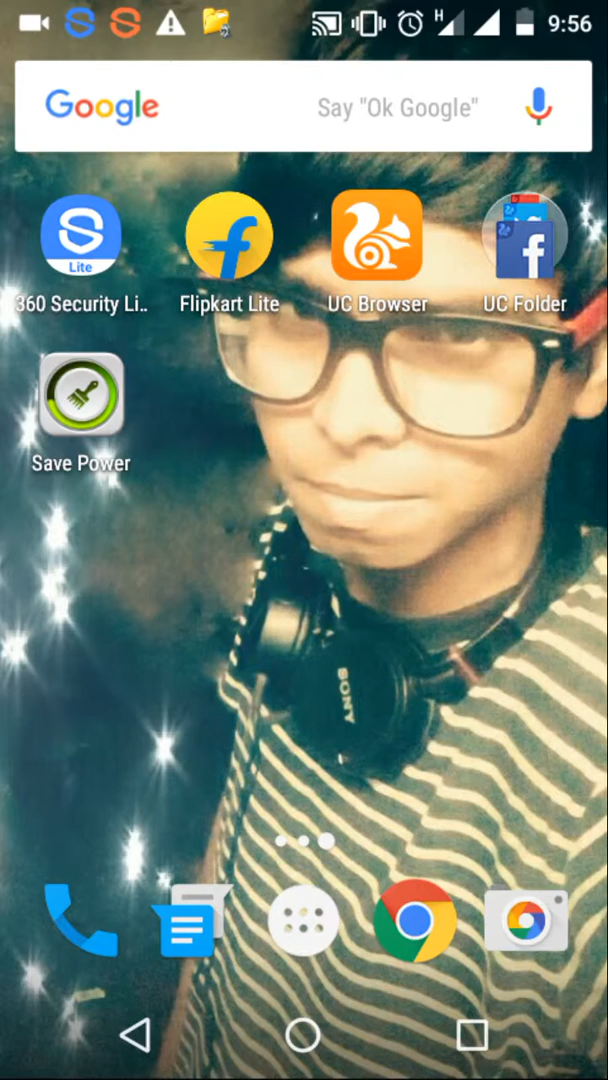 H
9:56
Google Say "Ok Google"
Lite
f
f
360 Security Li.. Flipkart Lite UC Browser UC Folder
Save Power
SONY